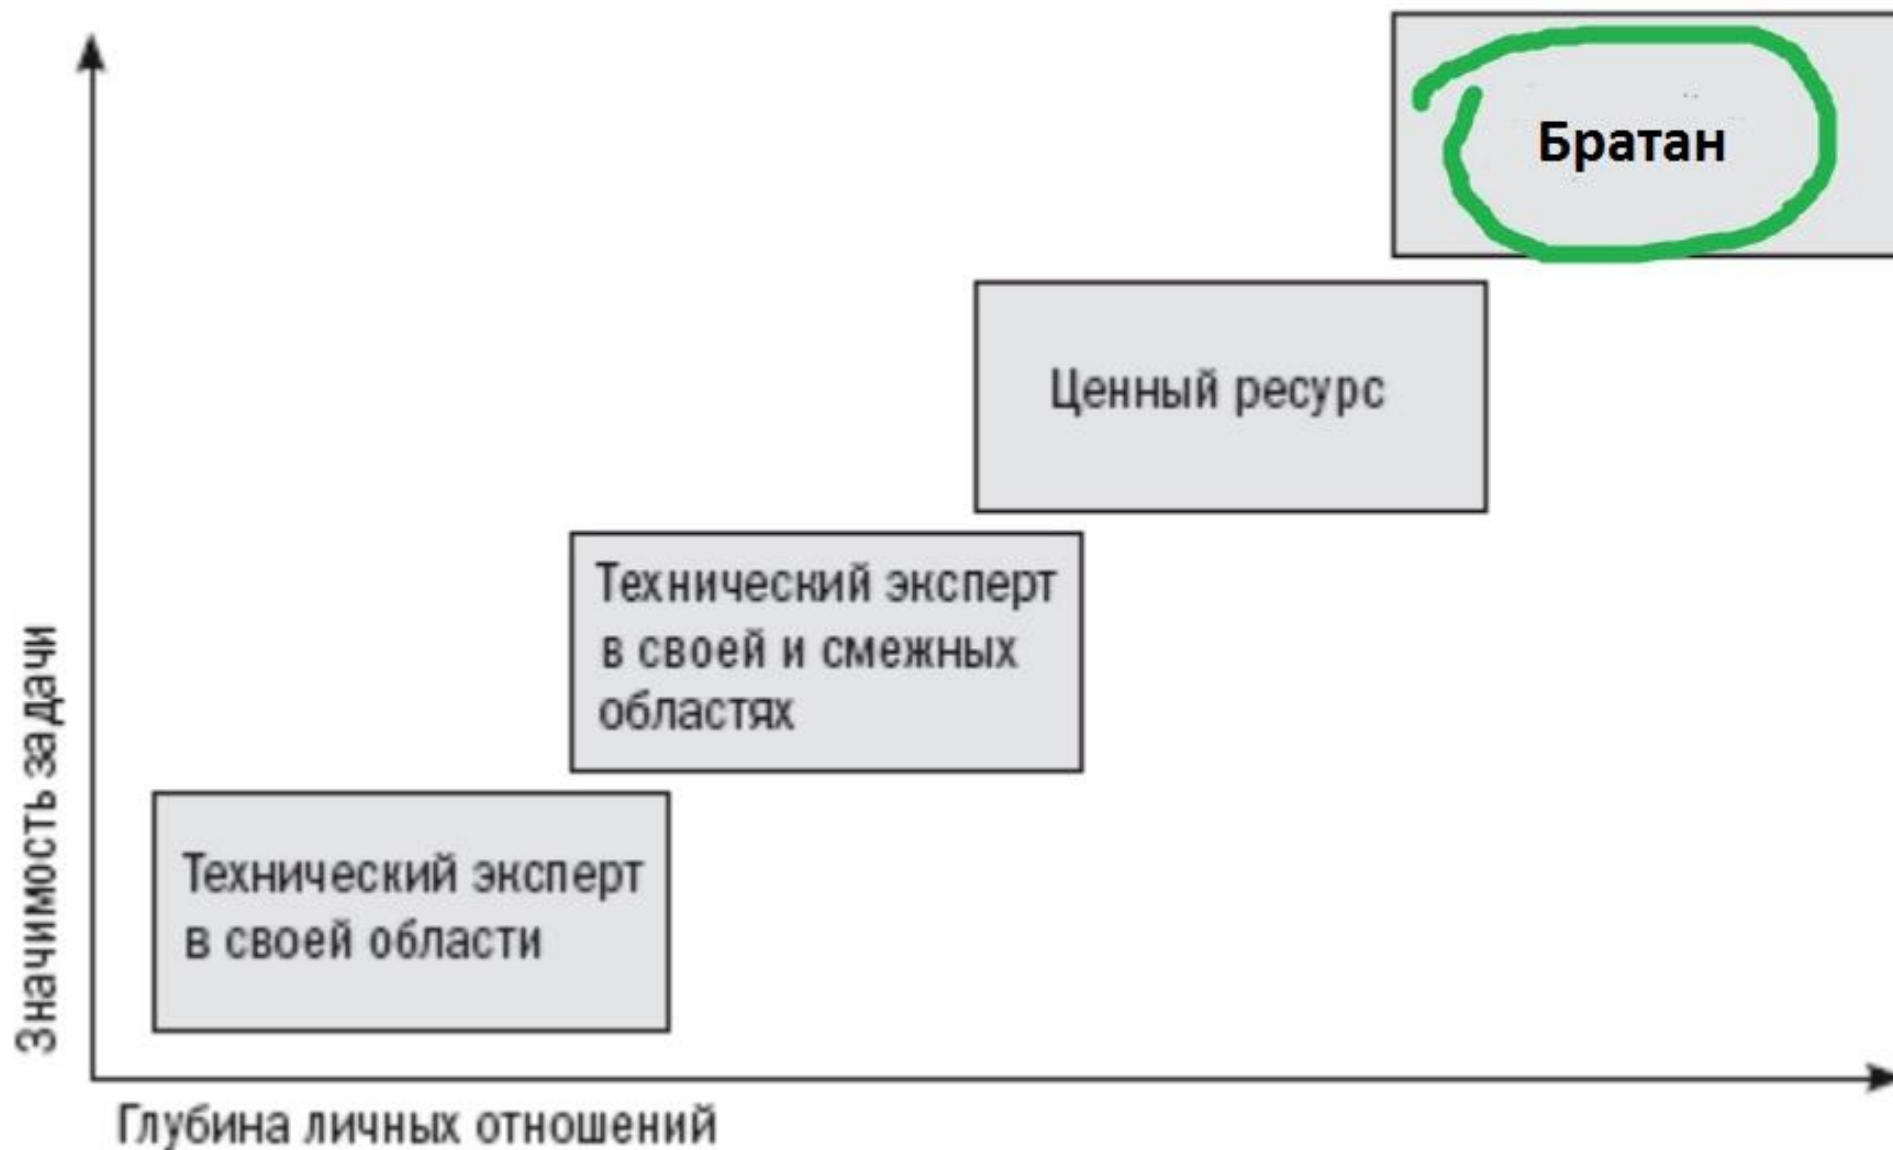 Братан
Ценный ресурс
Технический эксперт
в своей и смежных
областях
Технический эксперт
в своей области
Значимость задачи
Глубина личных отношений